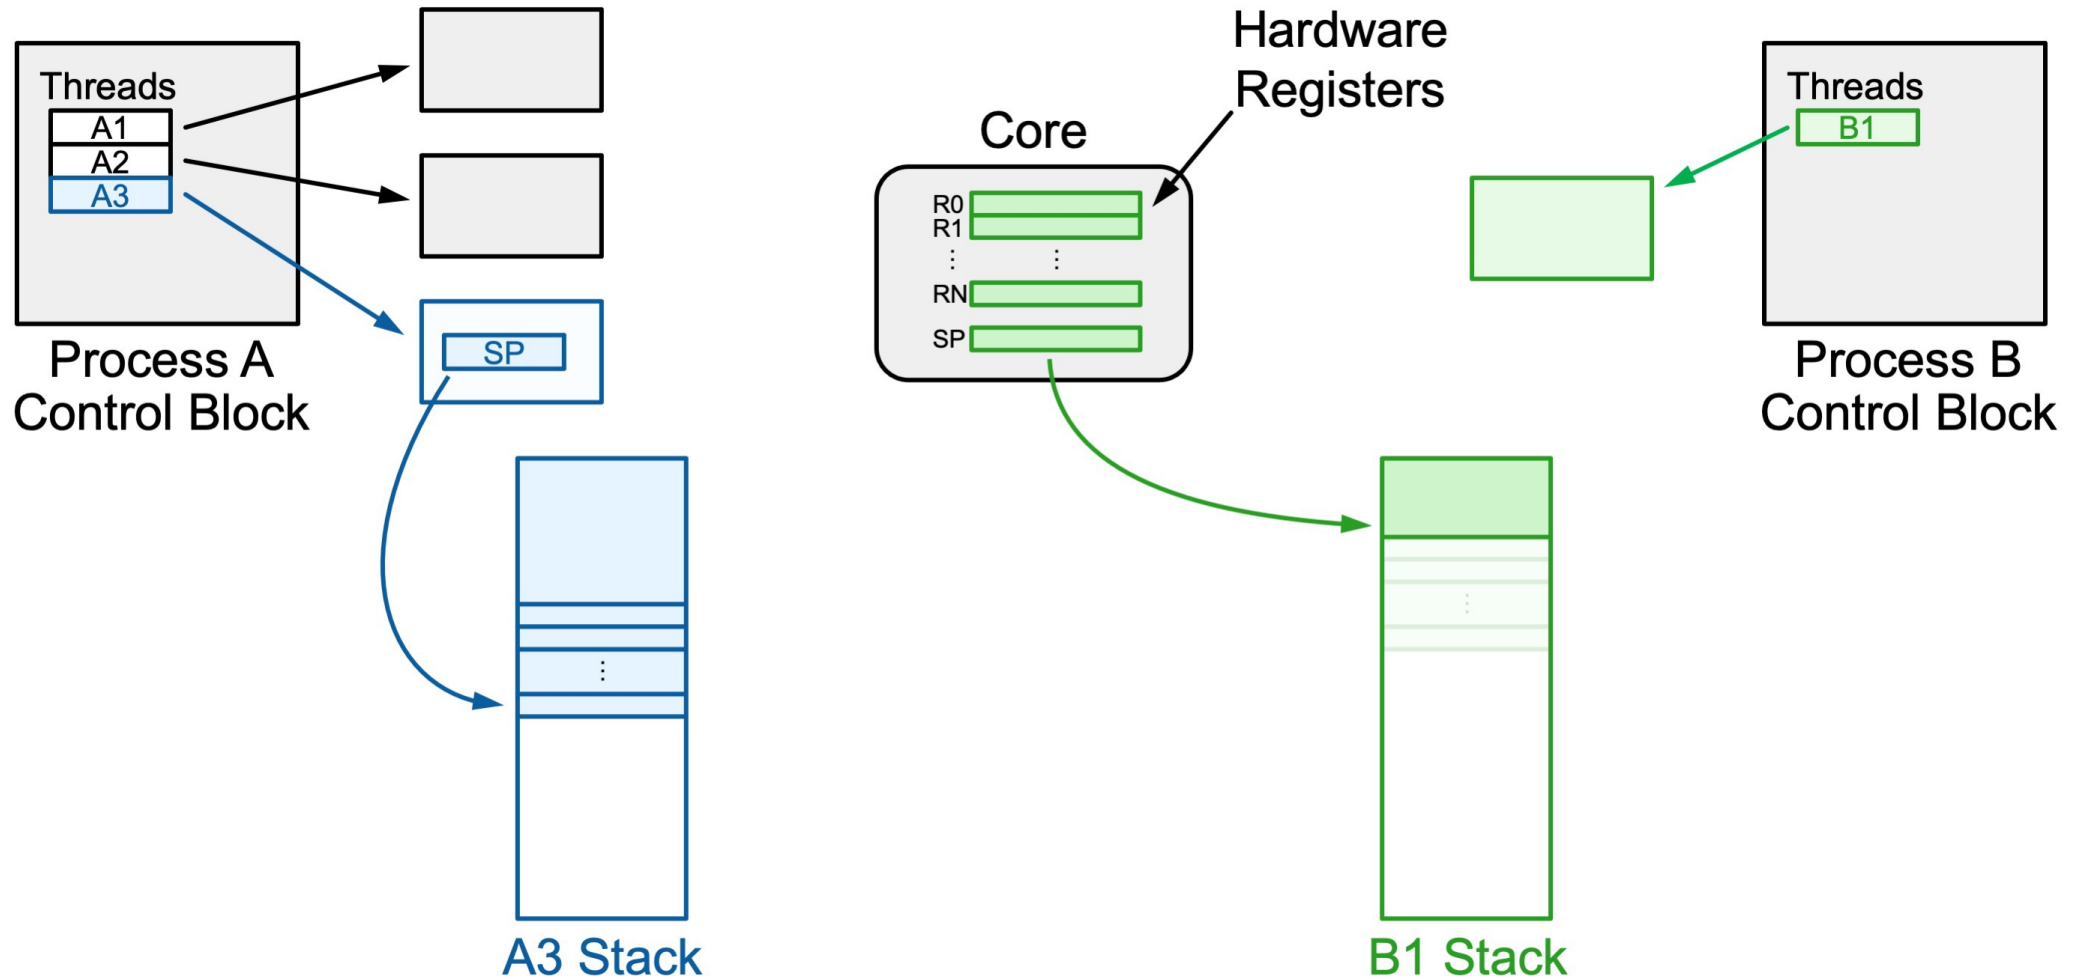 Threads
A1
A2
A3
Process A
Control Block
SP
A3 Stack
Core
Hardware
Registers
R0
R1
⋮ ⋮
RN
SP
⋮
⋮
B1 Stack
Threads
B1
Process B
Control Block